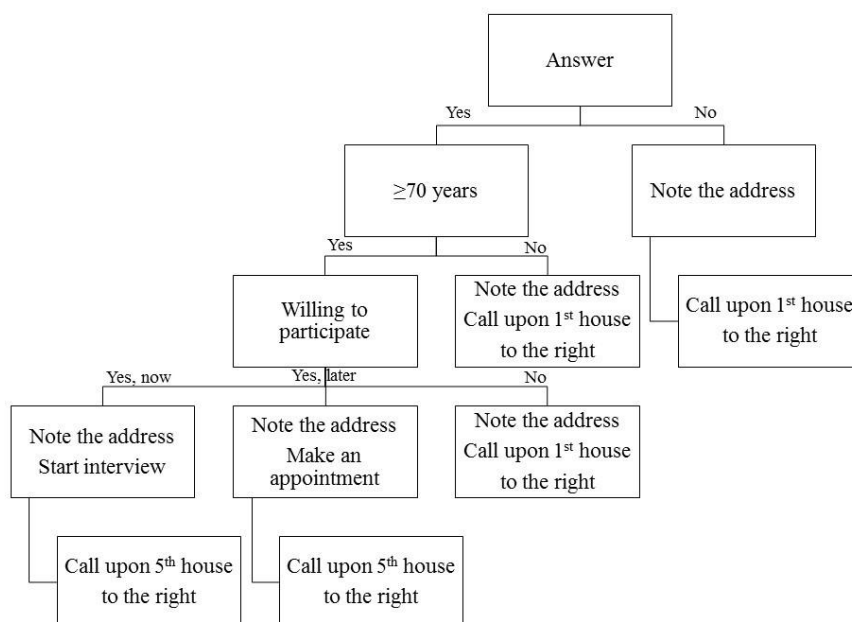 Answer
Yes
No
≥70 years
Note the address
Yes
No
Willing to
participate
Note the address
Call upon 1st house
to the right
Call upon 1st house
to the right
Yes, now
Yes, later
No
Note the address
Start interview
Note the address
Make an
appointment
Note the address
Call upon 1st house
to the right
Call upon 5th house
to the right
Call upon 5th house
to the right